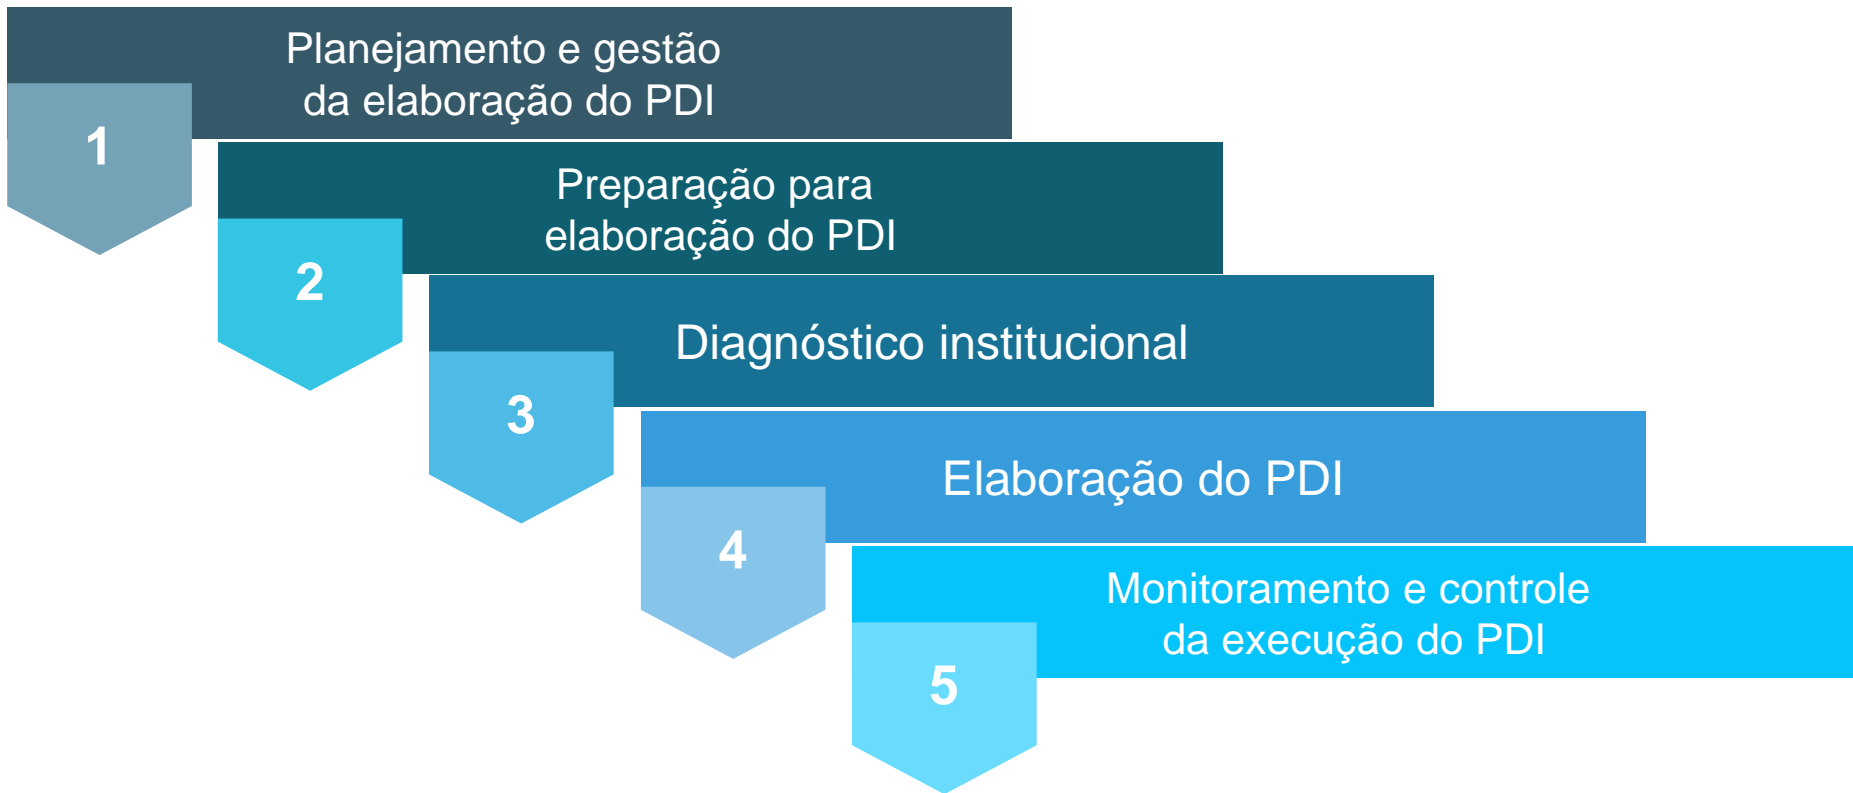 Planejamento e gestão
da elaboração do PDI
1
Preparação para
elaboração do PDI
2
Diagnóstico institucional
3
Elaboração do PDI
4
Monitoramento e controle
da execução do PDI
5